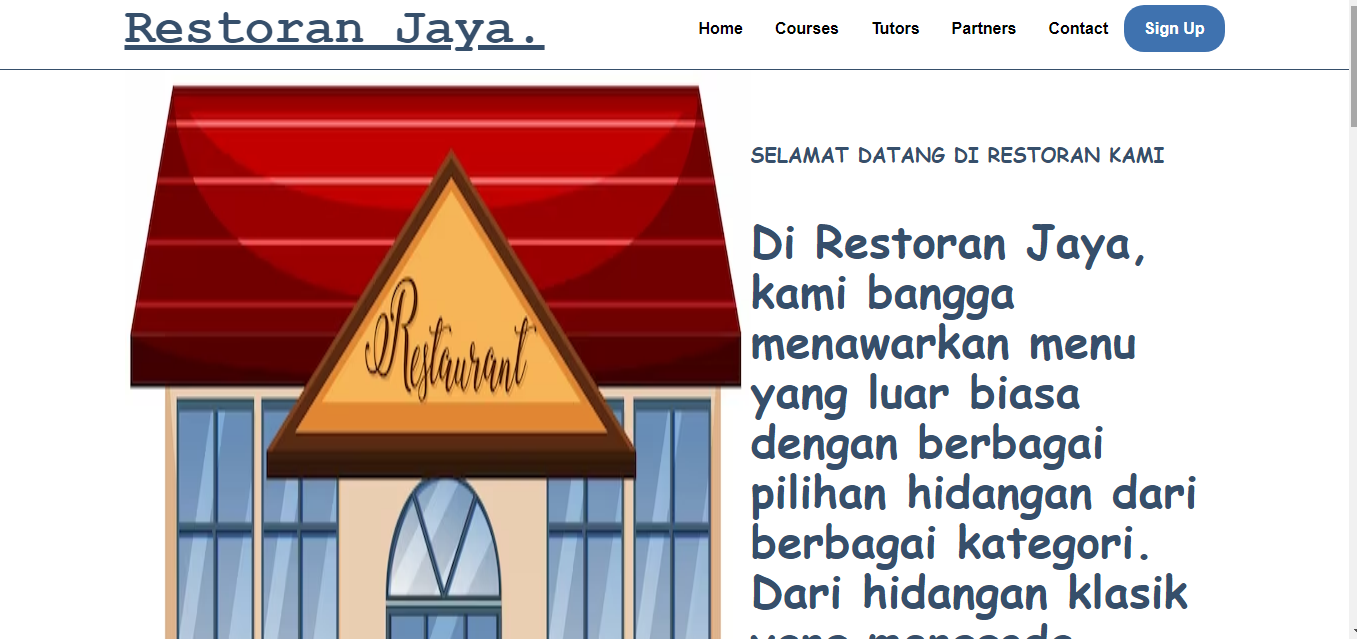 Restoran Jaya.
Home Courses Tutors Partners Contact Sign Up
SELAMAT DATANG DI RESTORAN KAMI
Restaurant
Di Restoran Jaya,
kami bangga
menawarkan menu
yang luar biasa
dengan berbagai
pilihan hidangan dari
berbagai kategori.
Dari hidangan klasik